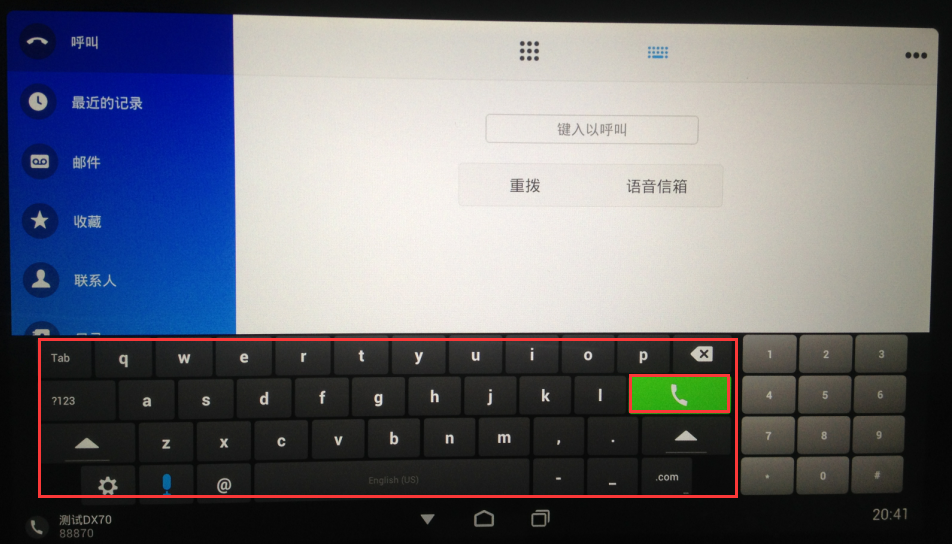 呼叫
最近的记录
邮件
收藏
联系人
键入以呼叫
重拨 语音信箱
Tab q w e r t y u i o p
?123 a s d f g h j k l
z x c v b n m , .
@ English (US) - _ .com
1 2 3
4 5 6
7 8 9
* 0 #
测试DX70
88870
20:41